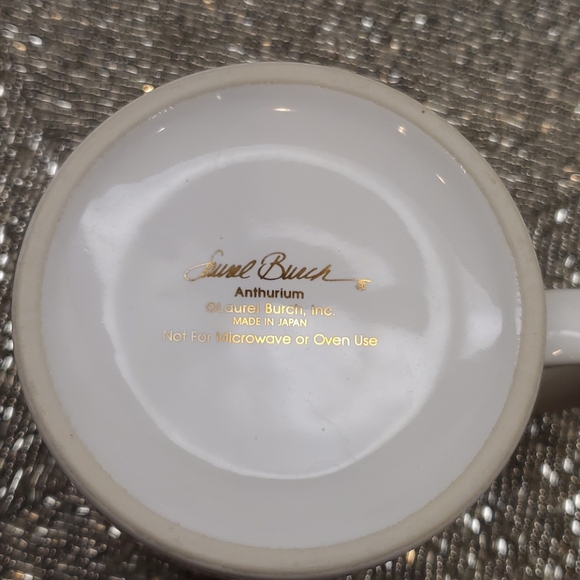 Laurel Burch
Anthurium
©Laurel Burch, Inc.
MADE IN JAPAN
Not For Microwave or Oven Use